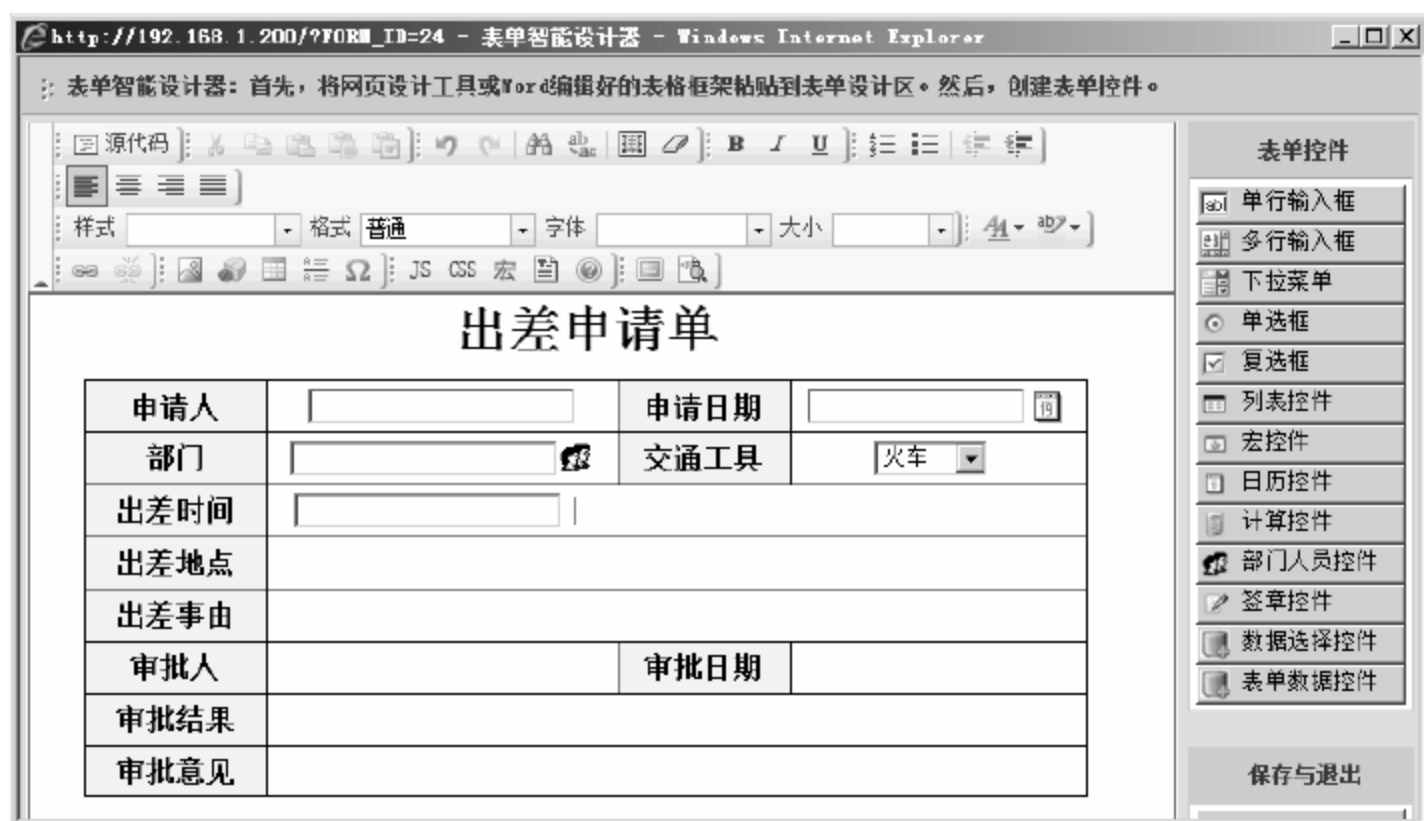 http://192.168.1.200/?FORM_ID=24 - 表单智能设计器 - Windows Internet Explorer
表单智能设计器：首先，将网页设计工具或Word编辑好的表格框架粘贴到表单设计区。然后，创建表单控件。
源代码 B I U
样式 格式 普通 字体 大小
JS CSS 宏
出差申请单
申请人 申请日期
部门 交通工具 火车
出差时间
出差地点
出差事由
审批人 审批日期
审批结果
审批意见
表单控件
单行输入框
多行输入框
下拉菜单
单选框
复选框
列表控件
宏控件
日历控件
计算控件
部门人员控件
签章控件
数据选择控件
表单数据控件
保存与退出